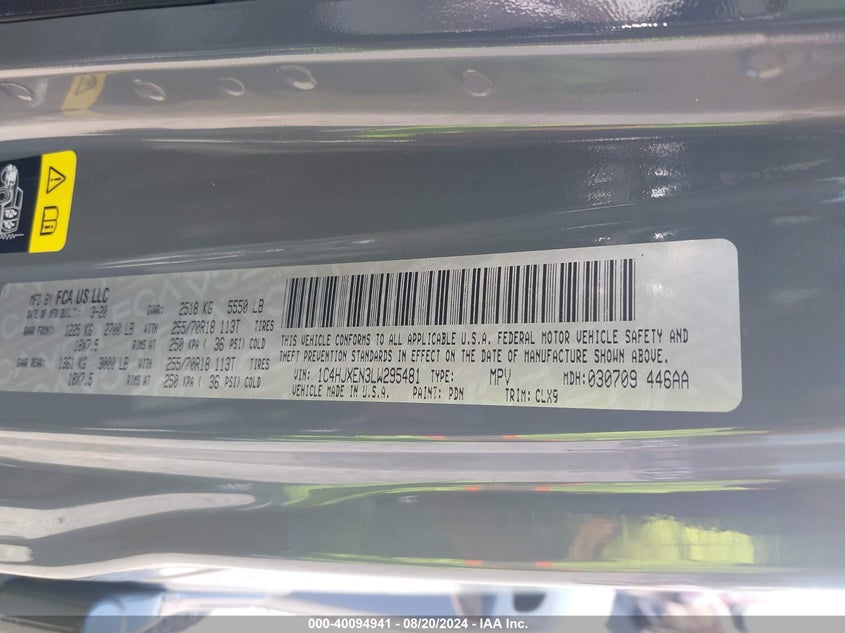 MFD BY FCA US LLC
DATE OF MFR/BUILT: 3-20 GVWR: 2518 KG 5550 LB
GAWR FRONT: 1225 KG 2700 LB WITH 255/70R18 113T TIRES
18X7.5 RIMS AT 250 KPA ( 36 PSI) COLD
GAWR REAR: 1361 KG 3000 LB WITH 255/70R18 113T TIRES
18X7.5 RIMS AT 250 KPA ( 36 PSI) COLD
THIS VEHICLE CONFORMS TO ALL APPLICABLE U.S.A. FEDERAL MOTOR VEHICLE SAFETY AND
THEFT PREVENTION STANDARDS IN EFFECT ON THE DATE OF MANUFACTURE SHOWN ABOVE.
VIN: 1C4HJXEN3LW295481 TYPE: MPV MDH:030709 446AA
VEHICLE MADE IN U.S.A. PAINT: PDN TRIM:CLX9
000-40094941 - 08/20/2024 - IAA Inc.